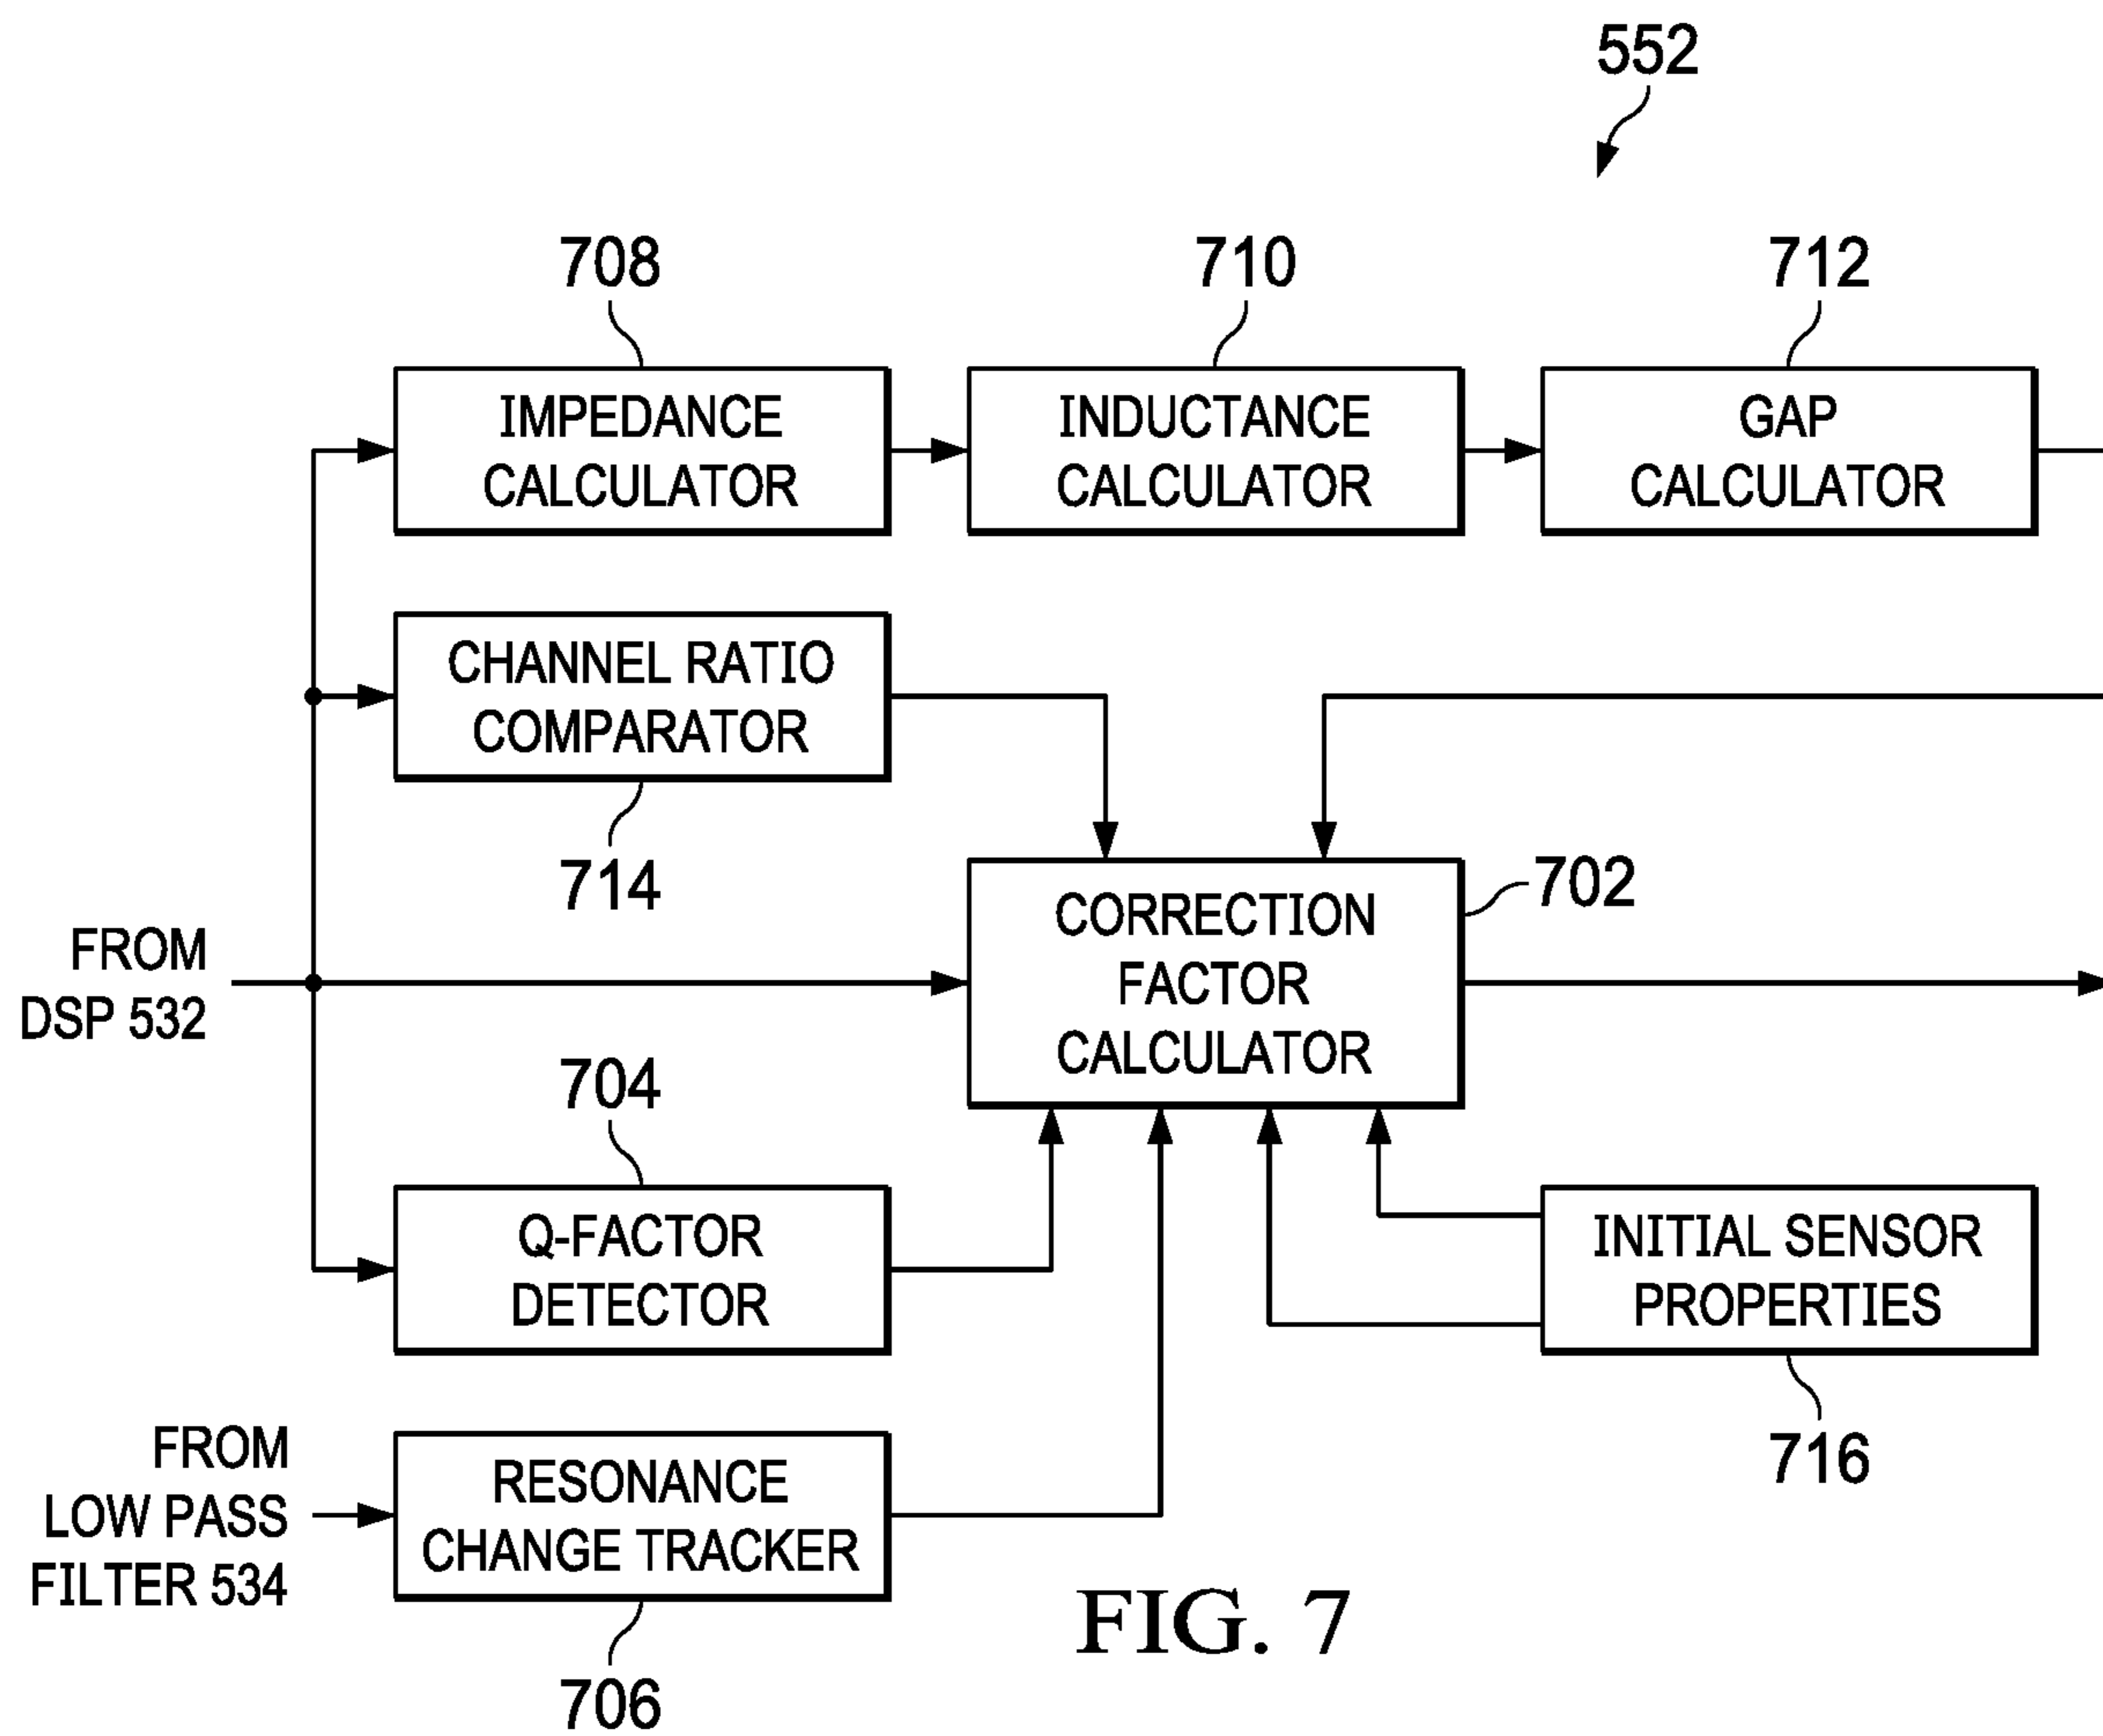 552
708
710
712
IMPEDANCE
CALCULATOR
INDUCTANCE
CALCULATOR
GAP
CALCULATOR
CHANNEL RATIO
COMPARATOR
714
702
CORRECTION
FACTOR
CALCULATOR
FROM
DSP 532
704
Q-FACTOR
DETECTOR
INITIAL SENSOR
PROPERTIES
716
FROM
LOW PASS
FILTER 534
RESONANCE
CHANGE TRACKER
706
FIG. 7